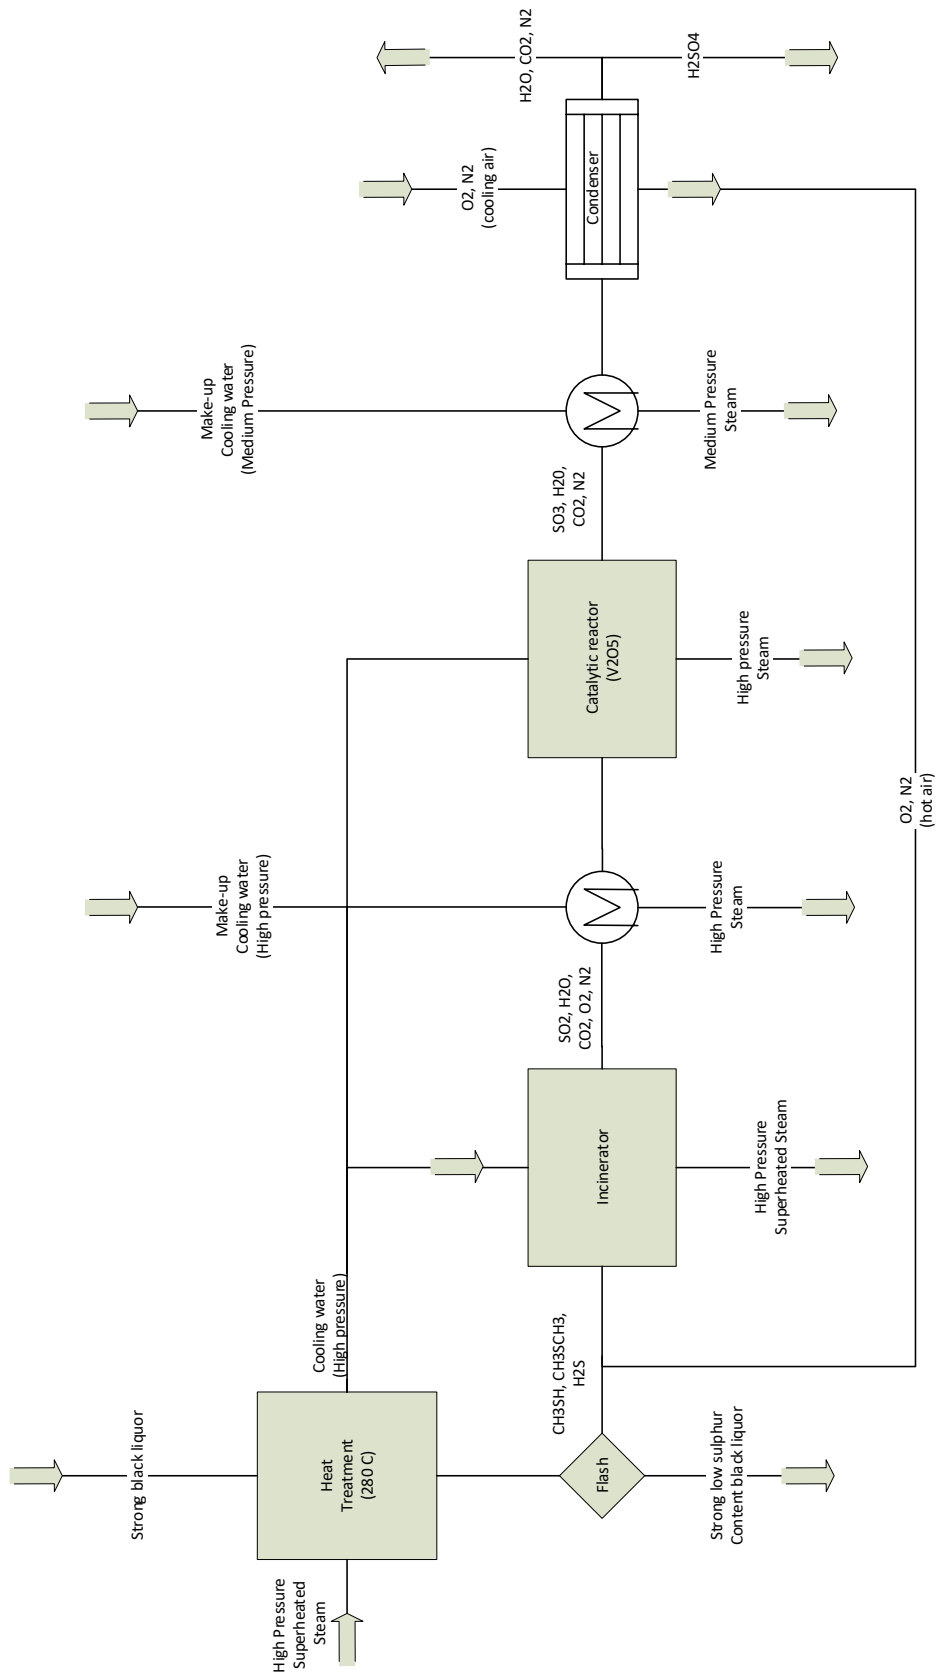 Strong black liquor
Make-up
Cooling water
(High pressure)
Make-up
Cooling water
(Medium Pressure)
High Pressure
Superheated
Steam
Heat
Treatment
(280 C)
Cooling water
(High pressure)
O2, N2
(cooling air)
H2O, CO2, N2
CH3SH, CH3SCH3,
H2S
SO2, H2O,
CO2, O2, N2
SO3, H20,
CO2, N2
Flash
Incinerator
Catalytic reactor
(V2O5)
Condenser
H2SO4
Strong low sulphur
Content black liquor
High Pressure
Superheated Steam
High Pressure
Steam
High pressure
Steam
Medium Pressure
Steam
O2, N2
(hot air)